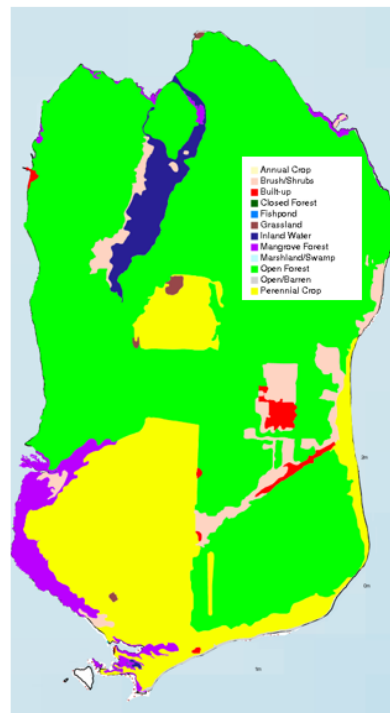 Annual Crop
Brush/Shrubs
Built-up
Closed Forest
Fishpond
Grassland
Inland Water
Mangrove Forest
Marshland/Swamp
Open Forest
Open/Barren
Perennial Crop